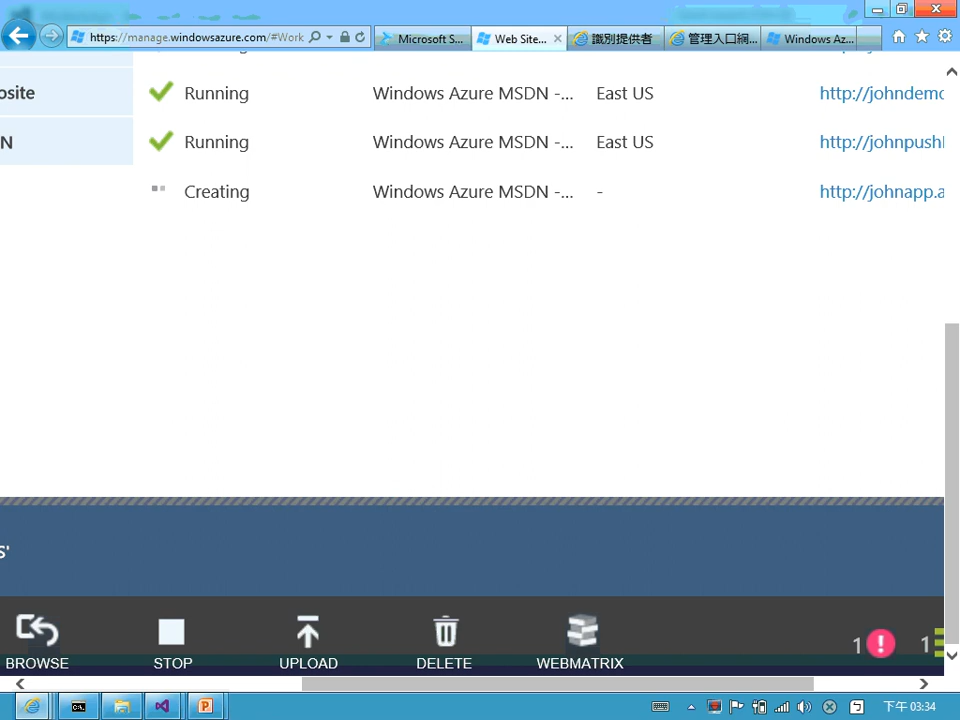 https://manage.windowsazure.com/#Work
Microsoft S...
Web Site...
識別提供者
管理入口網...
Windows Az...
osite
Running
Windows Azure MSDN -...
East US
http://johndemo
N
Running
Windows Azure MSDN -...
East US
http://johnpush
Creating
Windows Azure MSDN -...
-
http://johnapp.a
s'
BROWSE
STOP
UPLOAD
DELETE
WEBMATRIX
1
1
下午 03:34